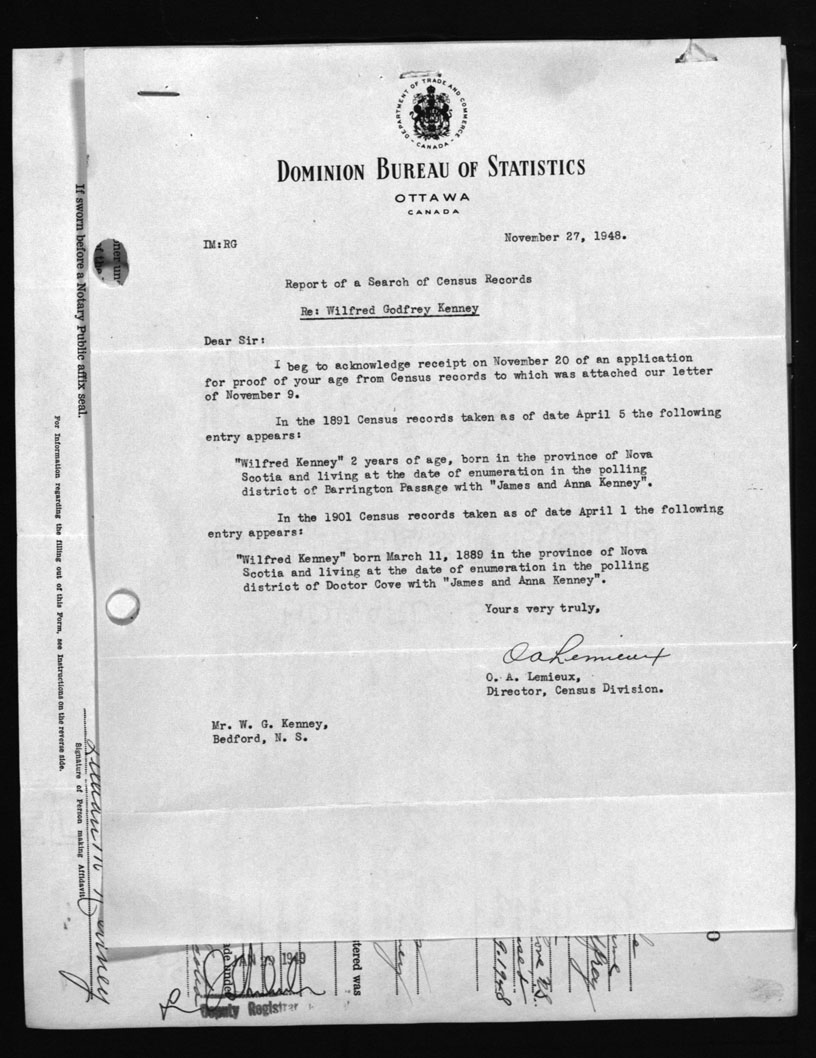 DEPARTMENT OF TRADE AND COMMERCE
CANADA
DOMINION BUREAU OF STATISTICS
OTTAWA
CANADA
IM:RG
November 27, 1948.
Report of a Search of Census Records
Re: Wilfred Godfrey Kenney
Dear Sir:
I beg to acknowledge receipt on November 20 of an application
for proof of your age from Census records to which was attached our letter
of November 9.
In the 1891 Census records taken as of date April 5 the following
entry appears:
"Wilfred Kenney" 2 years of age, born in the province of Nova
Scotia and living at the date of enumeration in the polling
district of Barrington Passage with "James and Anna Kenney".
In the 1901 Census records taken as of date April 1 the following
entry appears:
"Wilfred Kenney" born March 11, 1889 in the province of Nova
Scotia and living at the date of enumeration in the polling
district of Doctor Cove with "James and Anna Kenney".
Yours very truly,
O A Lemieux
O. A. Lemieux,
Director, Census Division.
Mr. W. G. Kenney,
Bedford, N. S.
If sworn before a Notary Public affix seal.
For Information regarding the filling out of this Form, see Instructions on the reverse side.
Signature of Person making Affidavit
Kenney
JAN 1949
tered was
Deputy Registrar